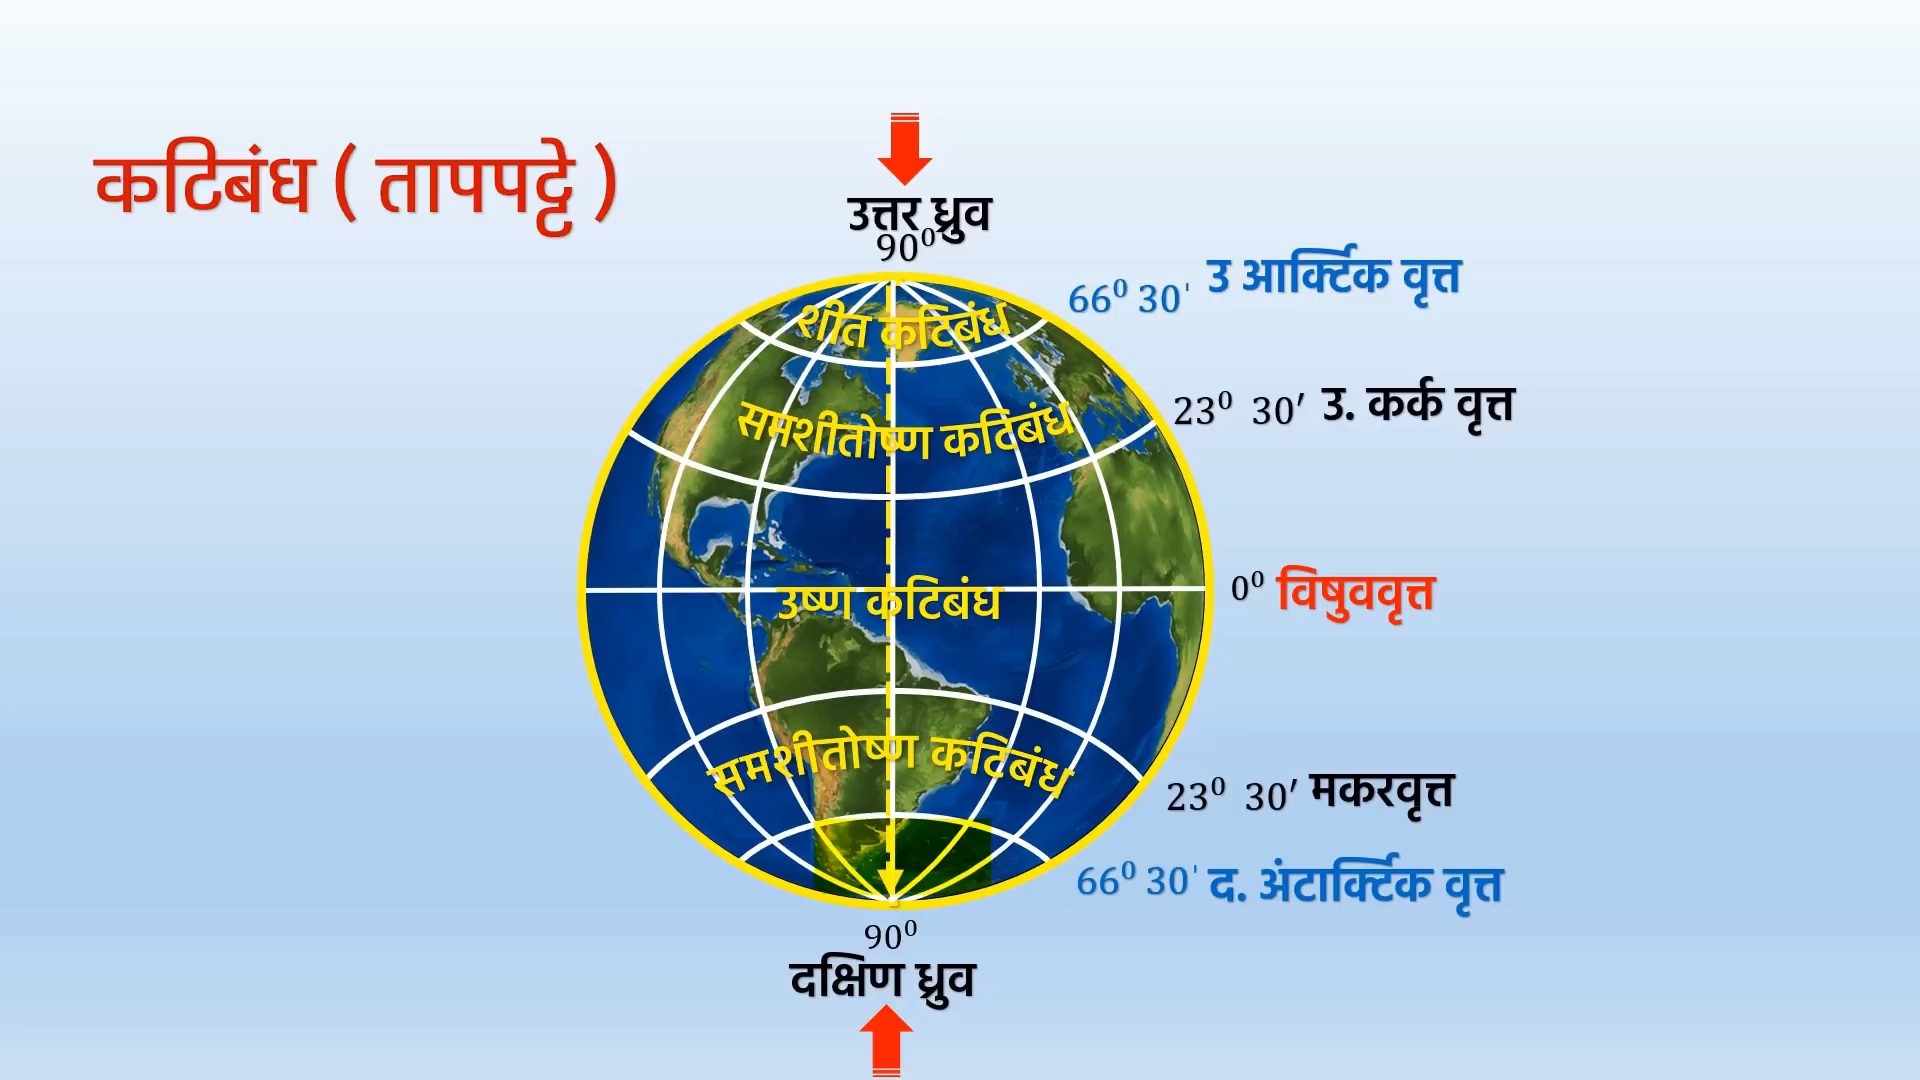 कटिबंध ( तापपट्टे )
उत्तर ध्रुव
90⁰
66⁰ 30' उ आर्क्टिक वृत्त
शीत कटिबंध
23⁰ 30′ उ. कर्क वृत्त
समशीतोष्ण कटिबंध
0⁰ विषुववृत्त
उष्ण कटिबंध
समशीतोष्ण कटिबंध
23⁰ 30′ मकरवृत्त
66⁰ 30' द. अंटार्क्टिक वृत्त
90⁰
दक्षिण ध्रुव